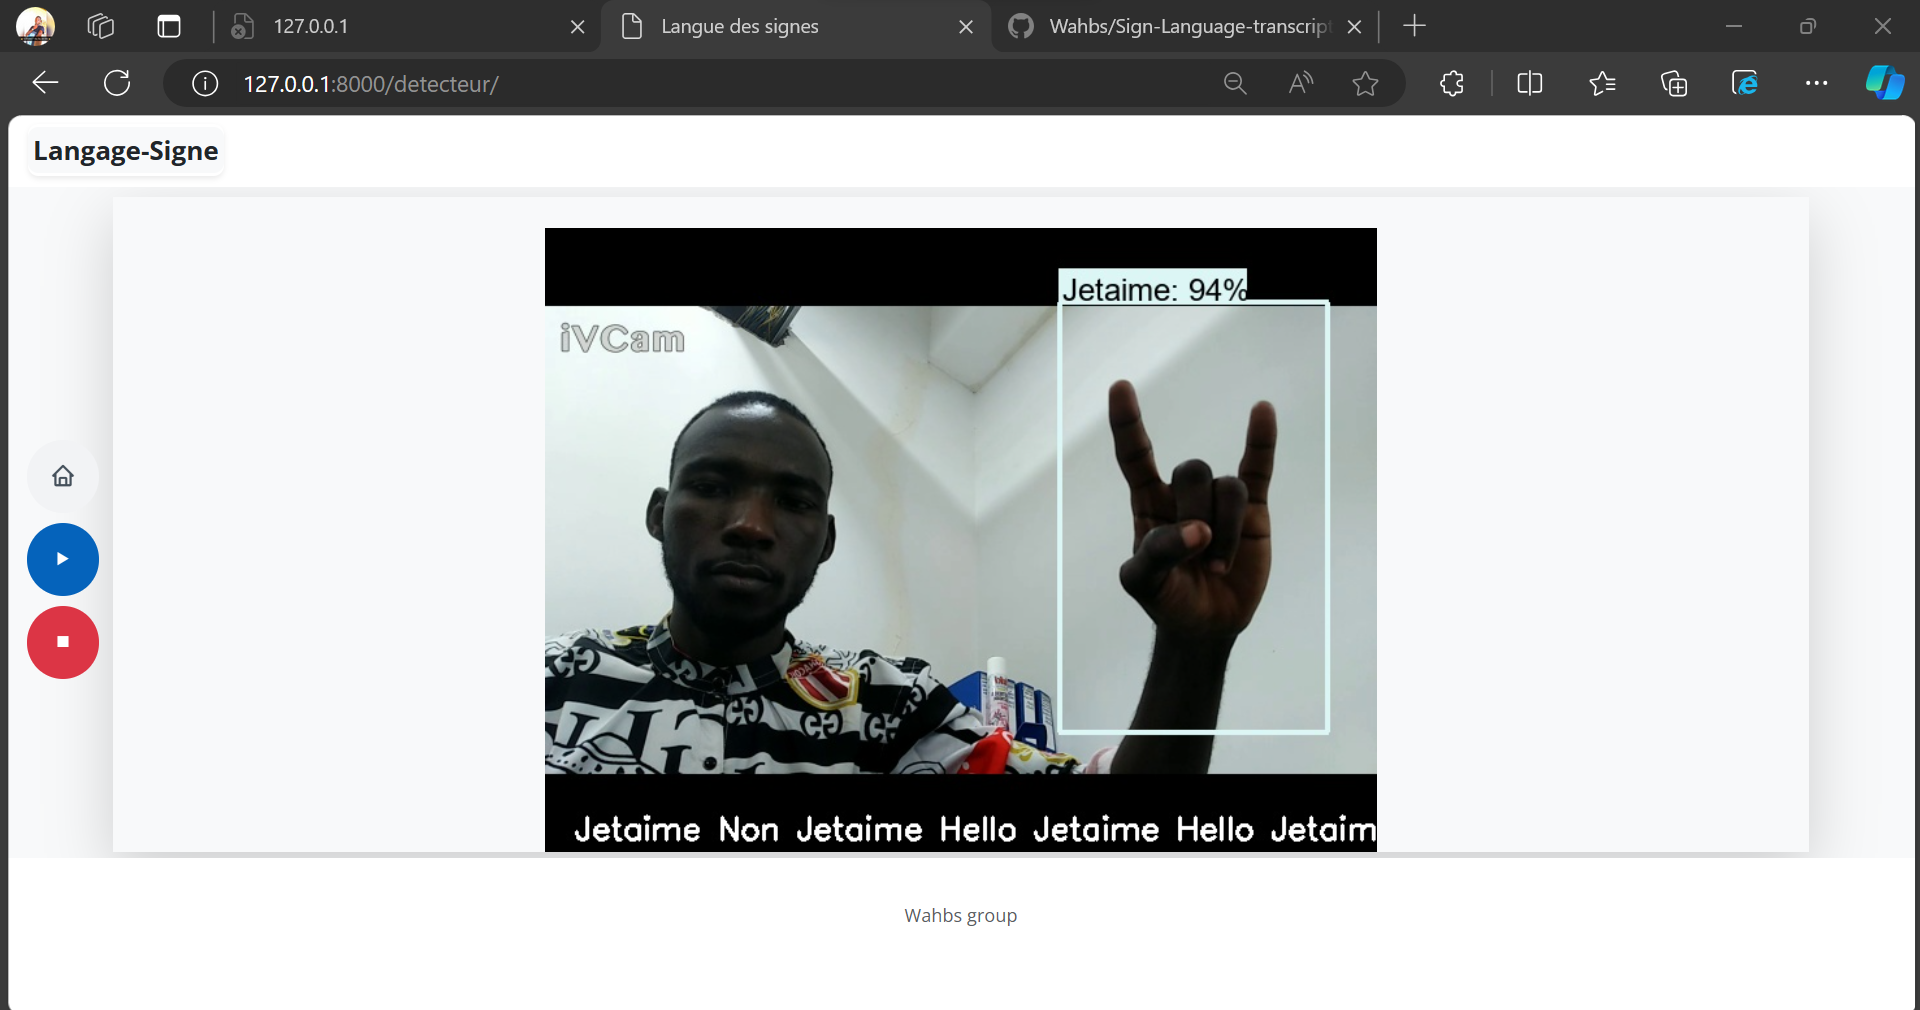 127.0.0.1
Langue des signes
Wahbs/Sign-Language-transcript
127.0.0.1:8000/detecteur/
Langage-Signe
Jetaime: 94%
iVCam
Jetaime Non Jetaime Hello Jetaime Hello Jetaim
Wahbs group